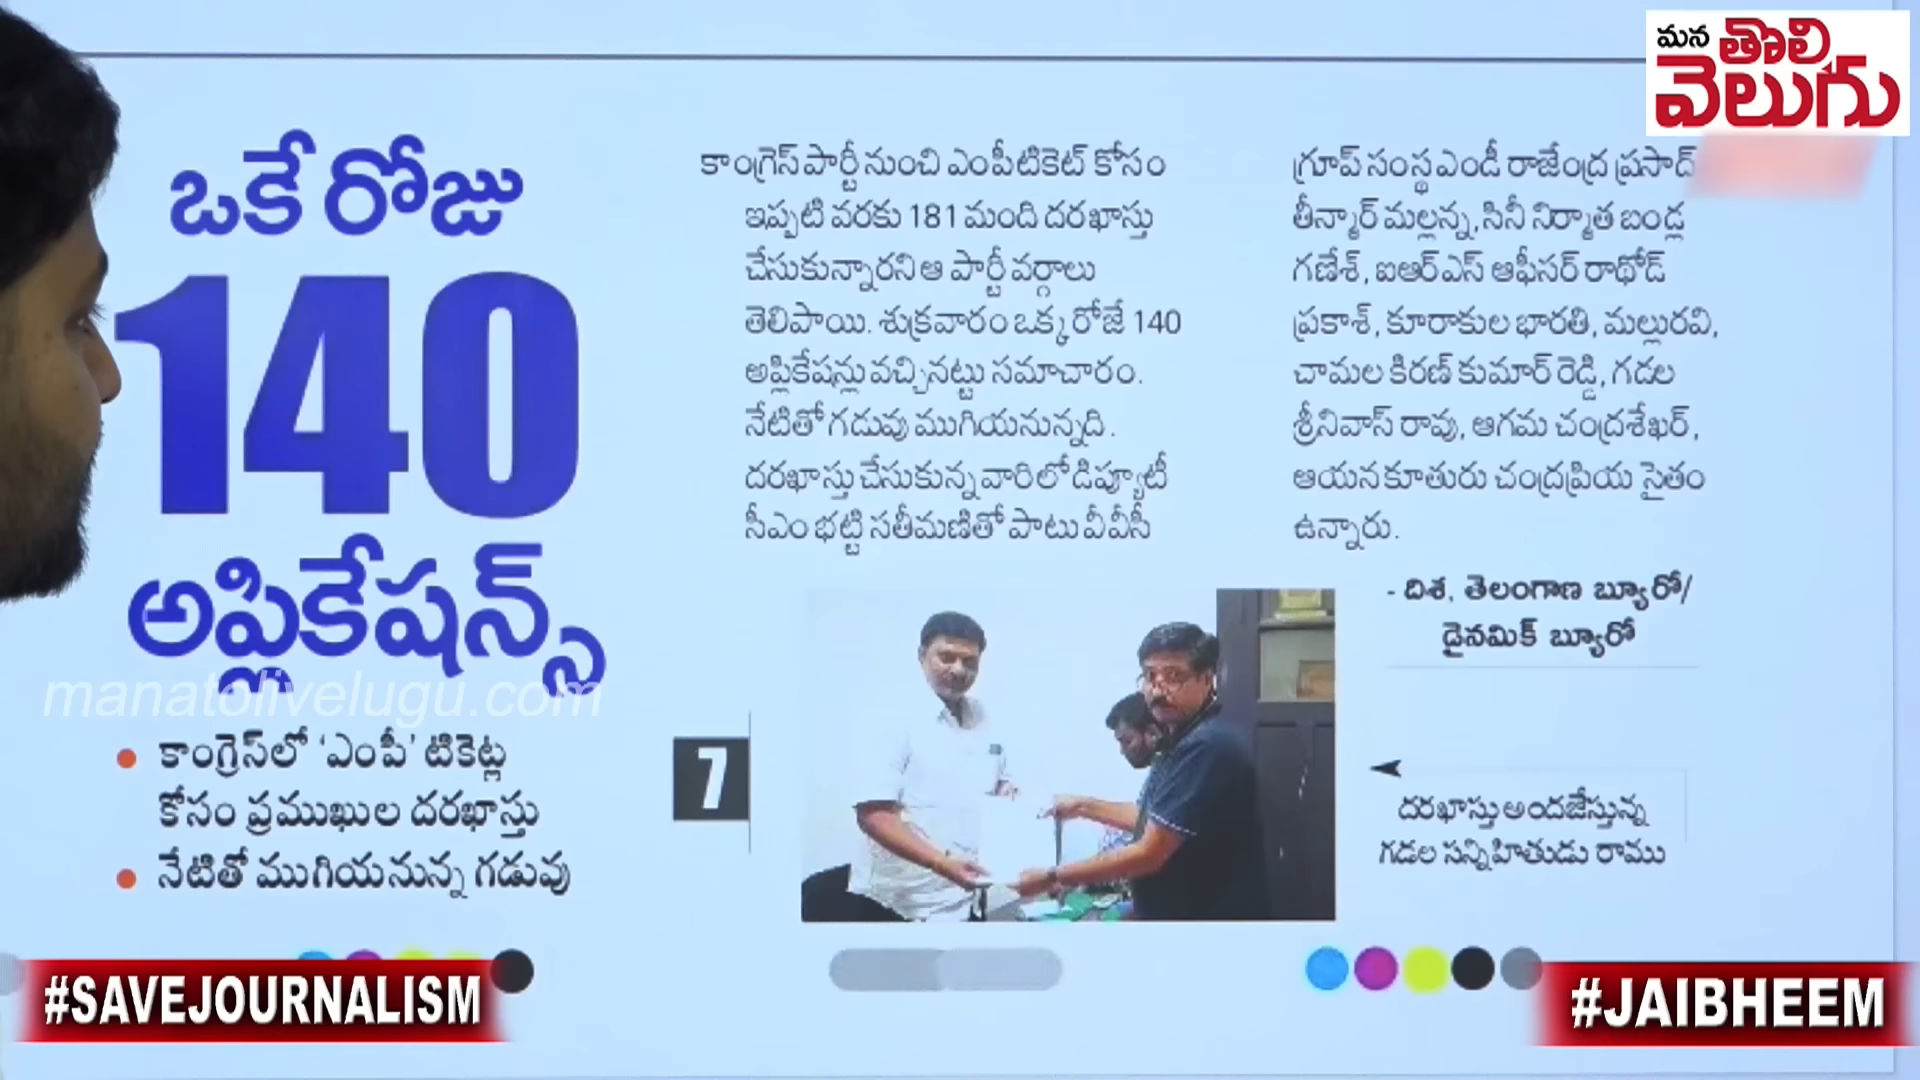 మన తొలి
వెలుగు
ఒకే రోజు
140
అప్లికేషన్స్
manatolivelugu.com
కాంగ్రెస్‌లో ‘ఎంపీ’ టికెట్ల
కోసం ప్రముఖుల దరఖాస్తు
నేటితో ముగియనున్న గడువు
కాంగ్రెస్ పార్టీ నుంచి ఎంపీ టికెట్ కోసం
ఇప్పటి వరకు 181 మంది దరఖాస్తు
చేసుకున్నారని ఆ పార్టీ వర్గాలు
తెలిపాయి. శుక్రవారం ఒక్క రోజే 140
అప్లికేషన్లు వచ్చినట్టు సమాచారం.
నేటితో గడువు ముగియనున్నది.
దరఖాస్తు చేసుకున్న వారిలో డిప్యూటీ
సీఎం భట్టి సతీమణితో పాటు వీవీసీ
గ్రూప్ సంస్థ ఎండీ రాజేంద్ర ప్రసాద్
తీన్మార్ మల్లన్న, సినీ నిర్మాత బండ్ల
గణేశ్, ఐఆర్ఎస్ ఆఫీసర్ రాథోడ్
ప్రకాశ్, కూరాకుల భారతి, మల్లు రవి,
చామల కిరణ్ కుమార్ రెడ్డి, గడల
శ్రీనివాస్ రావు, ఆగమ చంద్రశేఖర్,
ఆయన కూతురు చంద్రప్రియ సైతం
ఉన్నారు.
- దిశ, తెలంగాణ బ్యూరో/
డైనమిక్ బ్యూరో
7
దరఖాస్తు అందజేస్తున్న
గడల సన్నిహితుడు రాము
#SAVEJOURNALISM
#JAIBHEEM